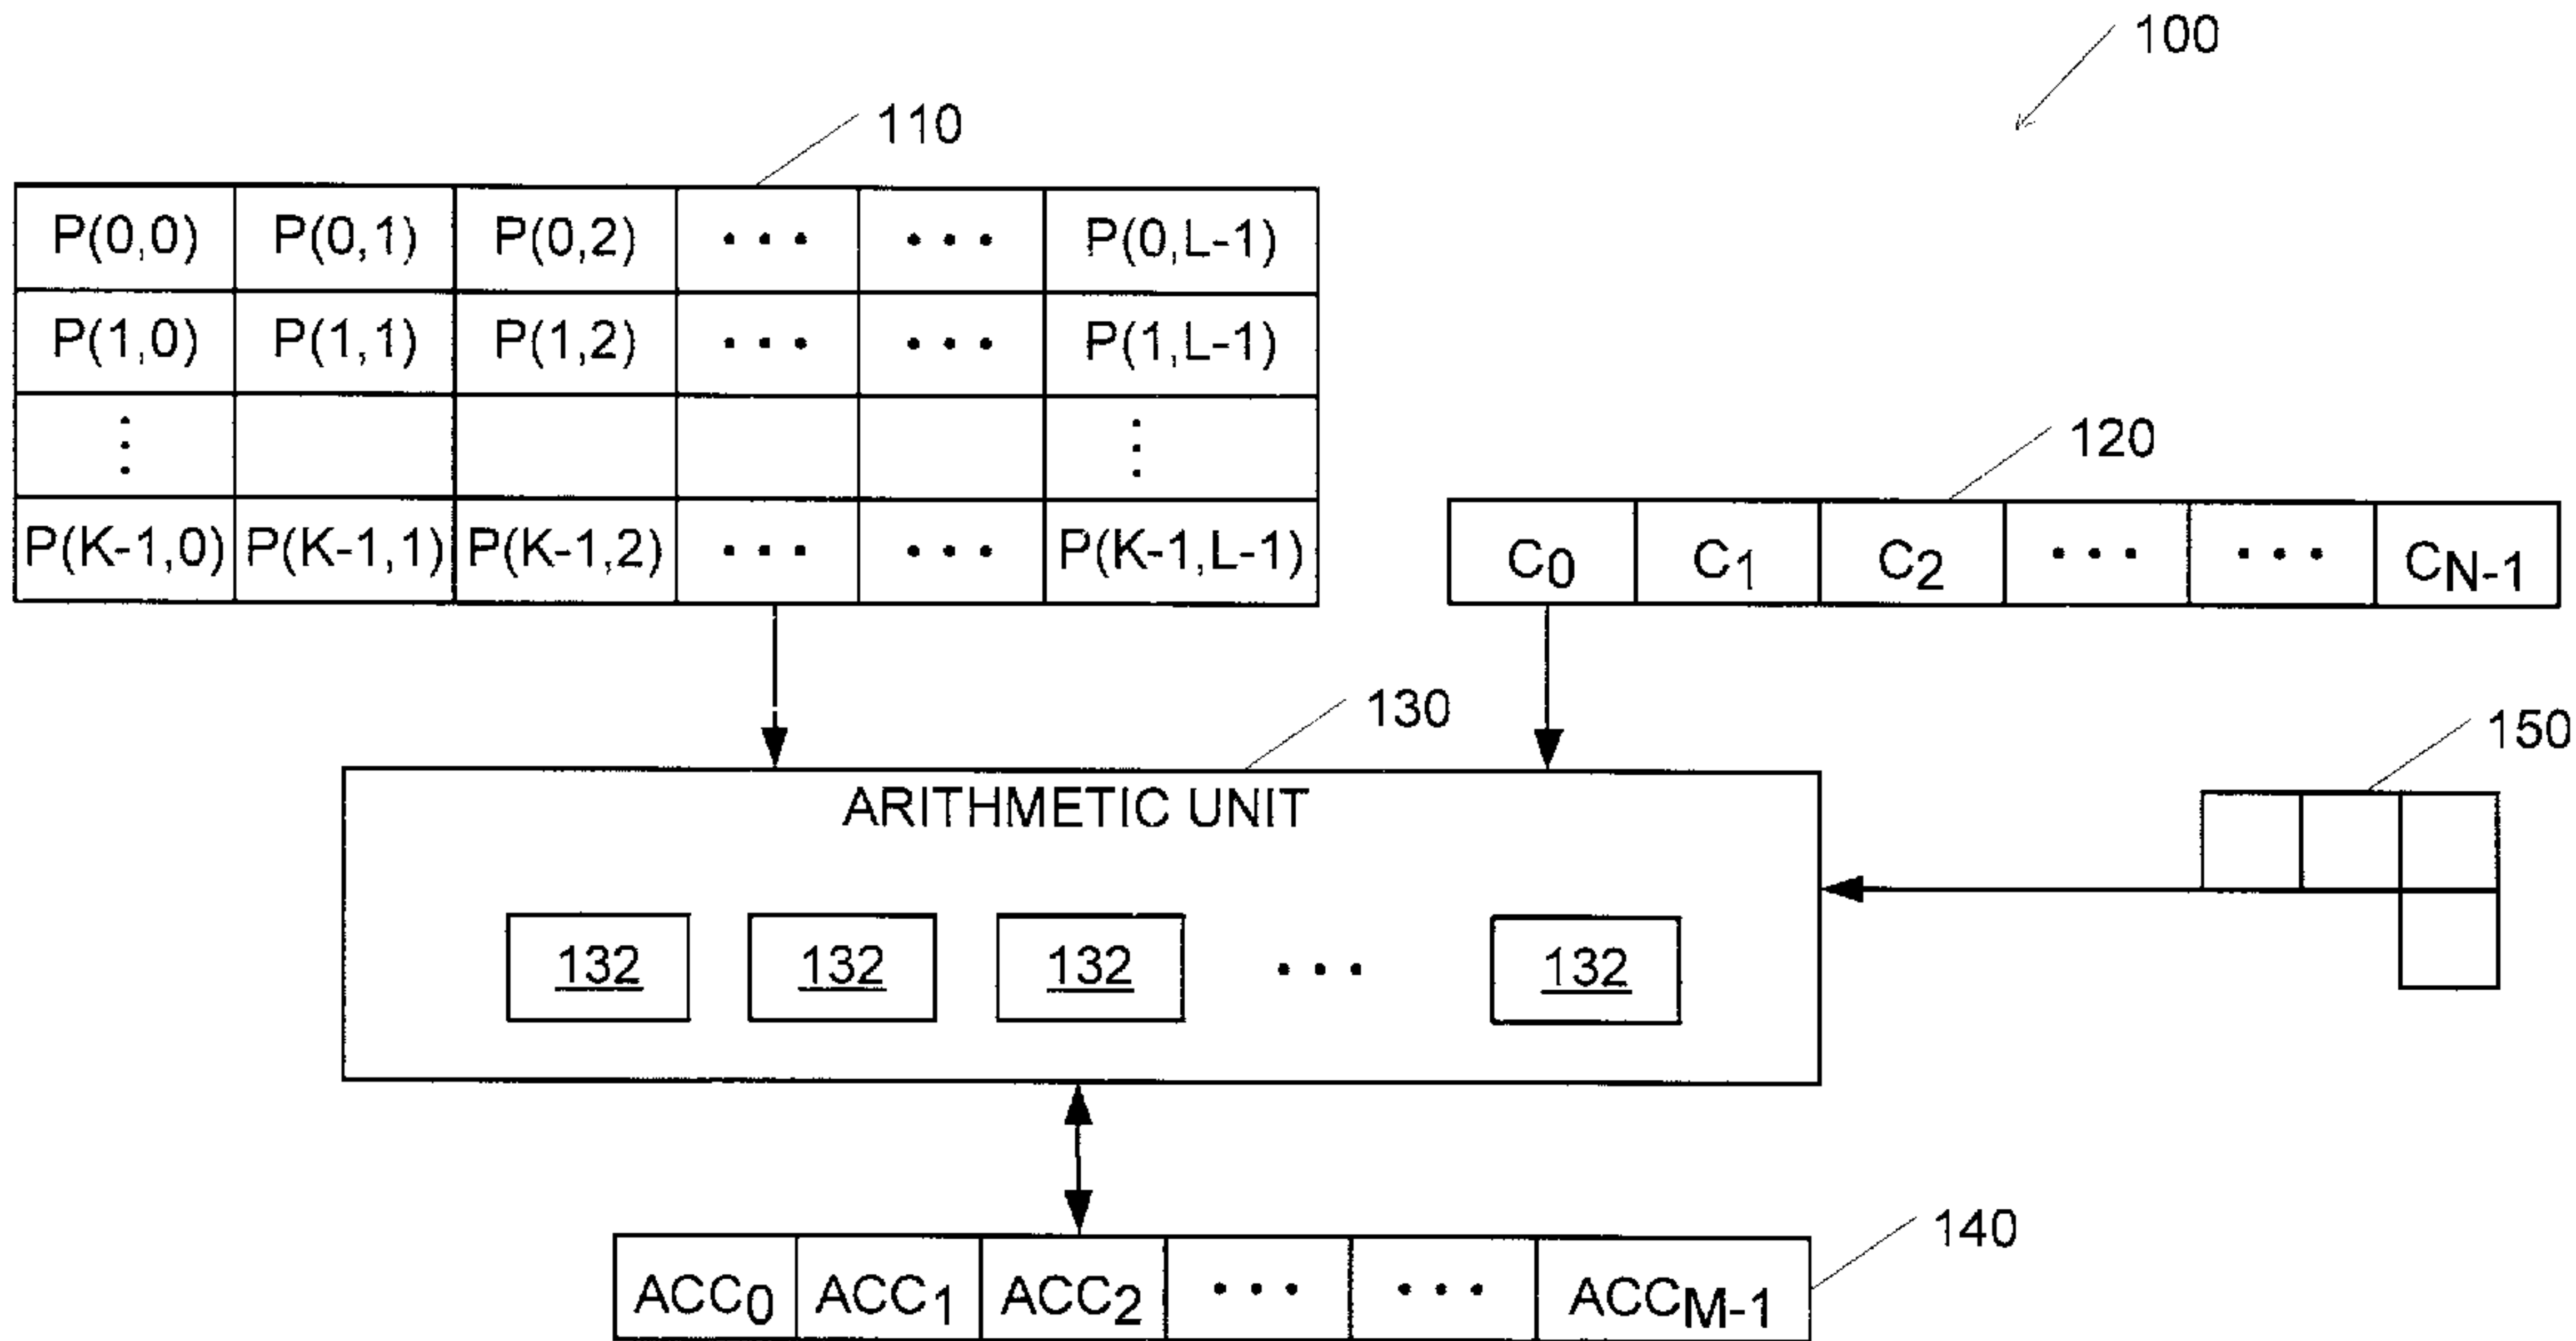 100
110
P(0,0) P(0,1) P(0,2) ••• ••• P(0,L-1)
P(1,0) P(1,1) P(1,2) ••• ••• P(1,L-1)
P(K-1,0) P(K-1,1) P(K-1,2) ••• ••• P(K-1,L-1)
120
C0 C1 C2 ••• ••• CN-1
130
150
ARITHMETIC UNIT
132 132 132 ••• 132
140
ACC0 ACC1 ACC2 ••• ••• ACCM-1